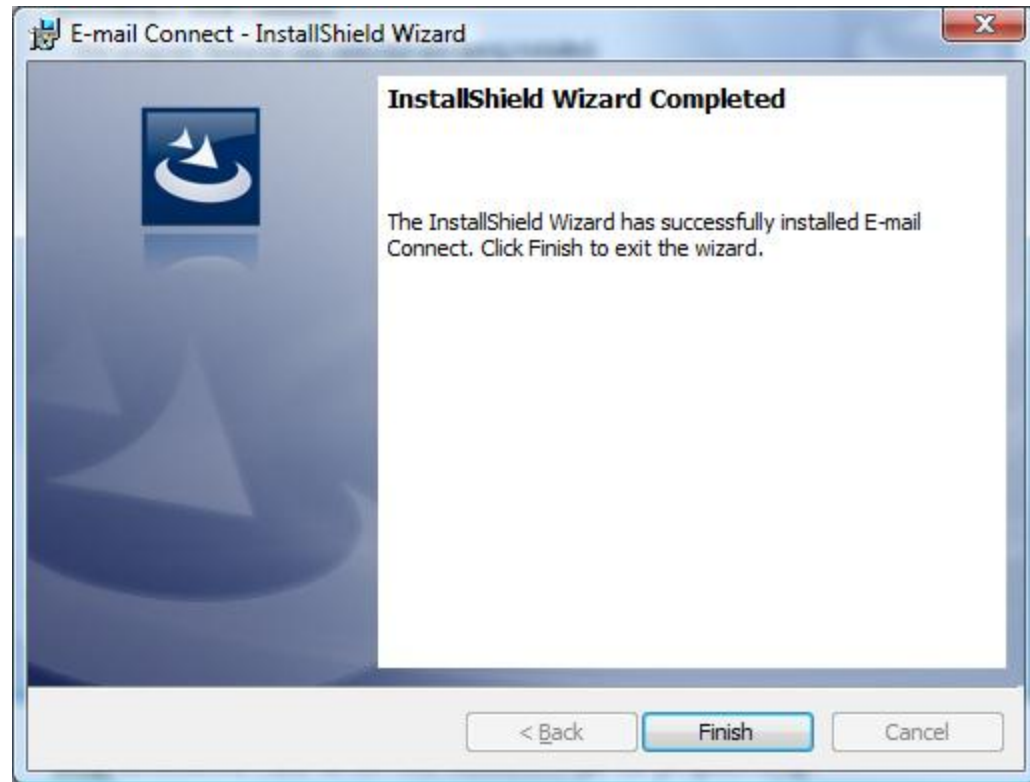 E-mail Connect - InstallShield Wizard
InstallShield Wizard Completed
The InstallShield Wizard has successfully installed E-mail
Connect. Click Finish to exit the wizard.
< Back
Finish
Cancel